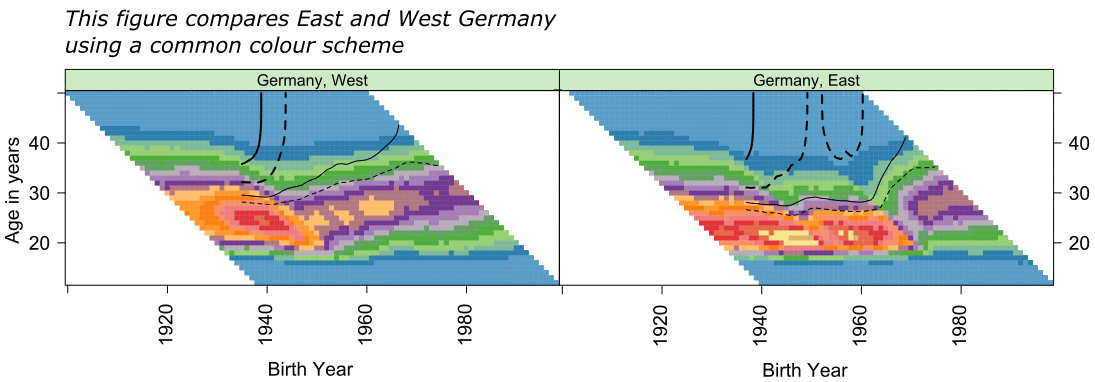 This figure compares East and West Germany
using a common colour scheme
Germany, West
Germany, East
Age in years
40
30
20
40
30
20
1920
1940
1960
1980
1920
1940
1960
1980
Birth Year
Birth Year